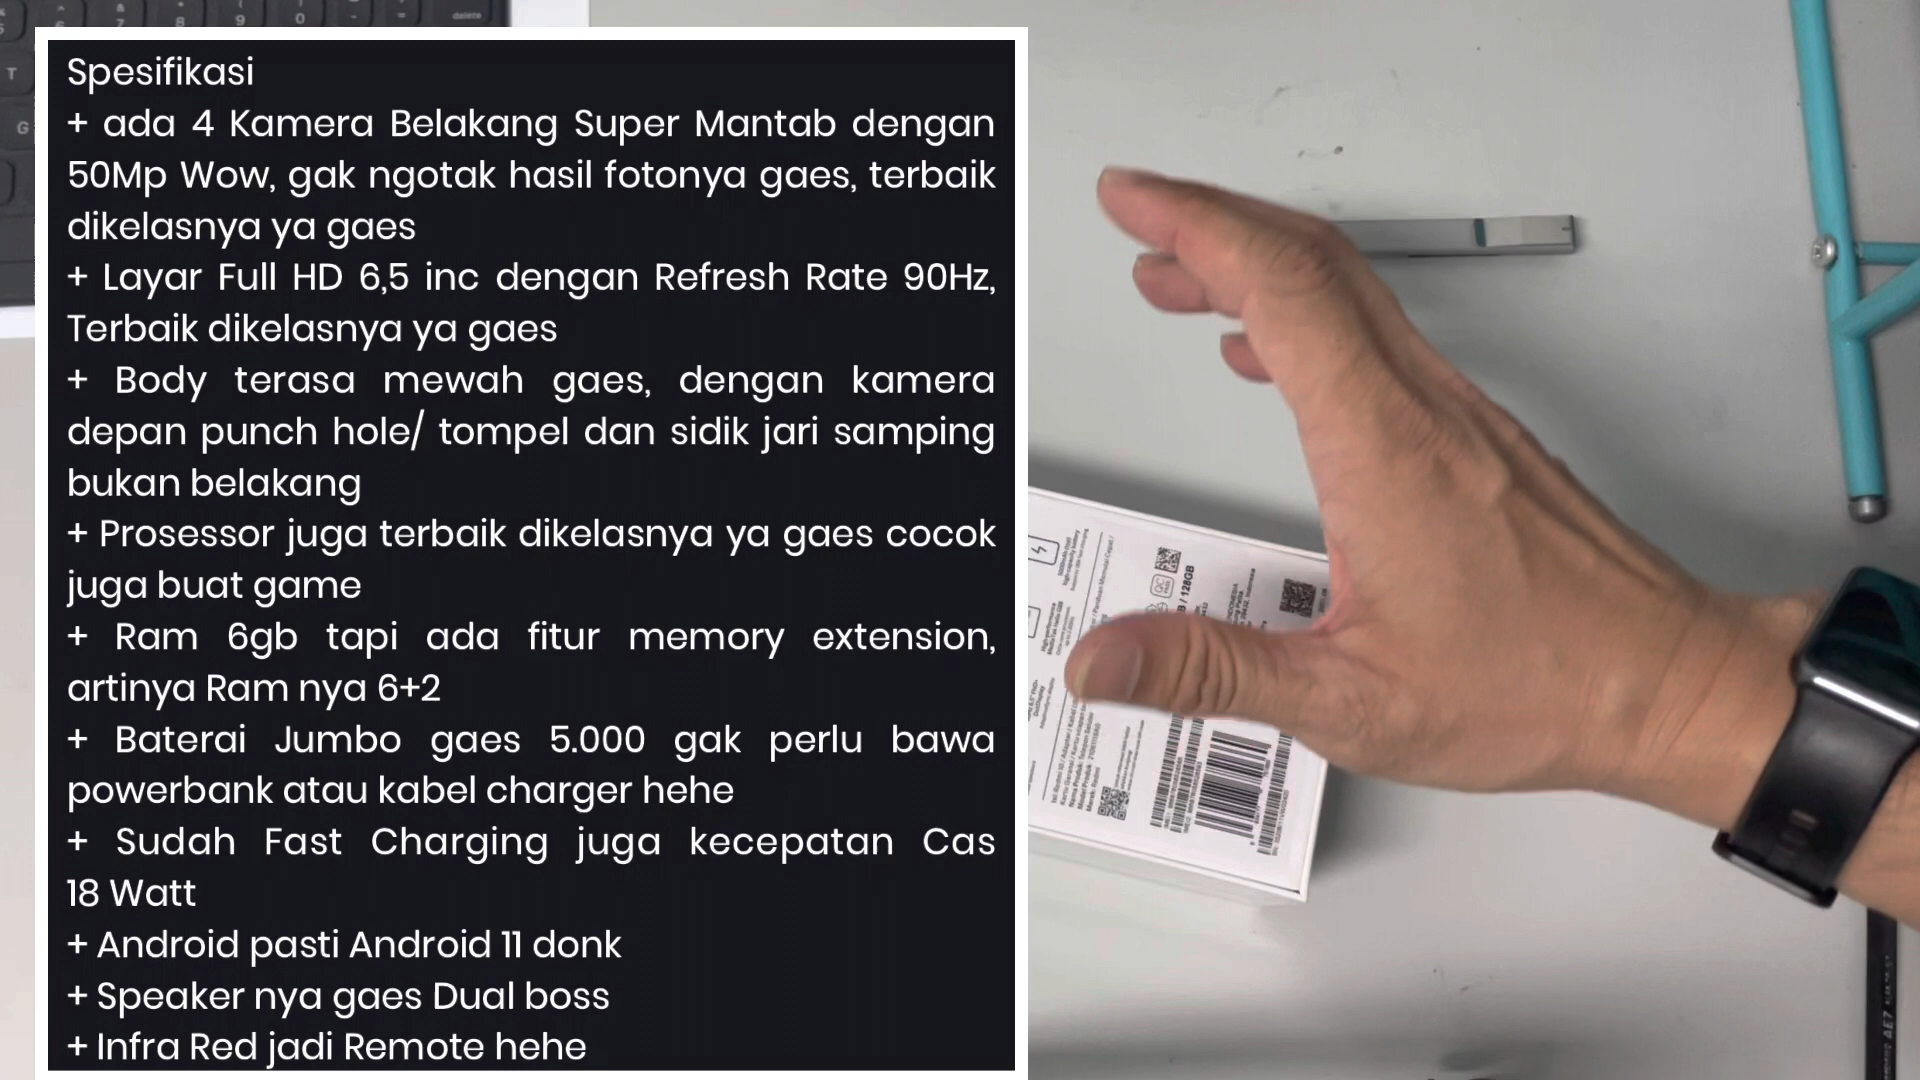 Spesifikasi
+ ada 4 Kamera Belakang Super Mantab dengan
50Mp Wow, gak ngotak hasil fotonya gaes, terbaik
dikelasnya ya gaes
+ Layar Full HD 6,5 inc dengan Refresh Rate 90Hz,
Terbaik dikelasnya ya gaes
+ Body terasa mewah gaes, dengan kamera
depan punch hole/ tompel dan sidik jari samping
bukan belakang
+ Prosessor juga terbaik dikelasnya ya gaes cocok
juga buat game
+ Ram 6gb tapi ada fitur memory extension,
artinya Ram nya 6+2
+ Baterai Jumbo gaes 5.000 gak perlu bawa
powerbank atau kabel charger hehe
+ Sudah Fast Charging juga kecepatan Cas
18 Watt
+ Android pasti Android 11 donk
+ Speaker nya gaes Dual boss
+ Infra Red jadi Remote hehe
delete
T
G
/ 128GB